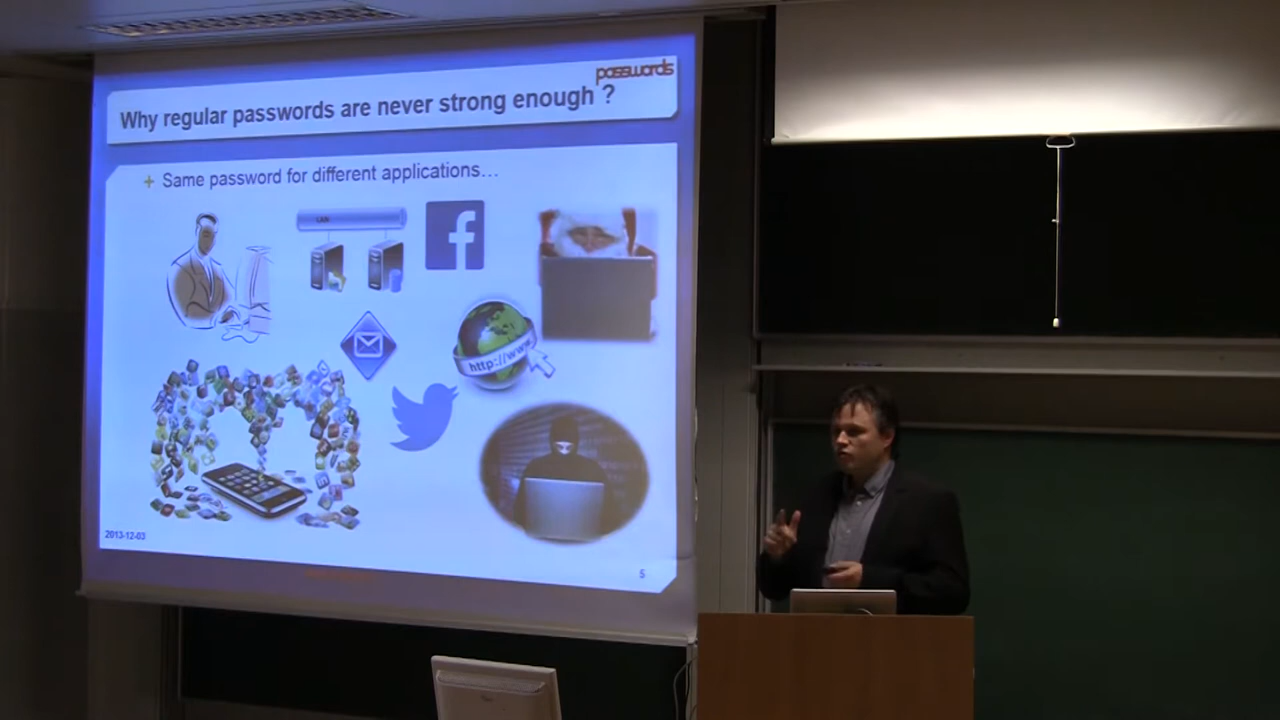 passwords
Why regular passwords are never strong enough ?
+ Same password for different applications…
LAN
http://www.
2013-12-03
5